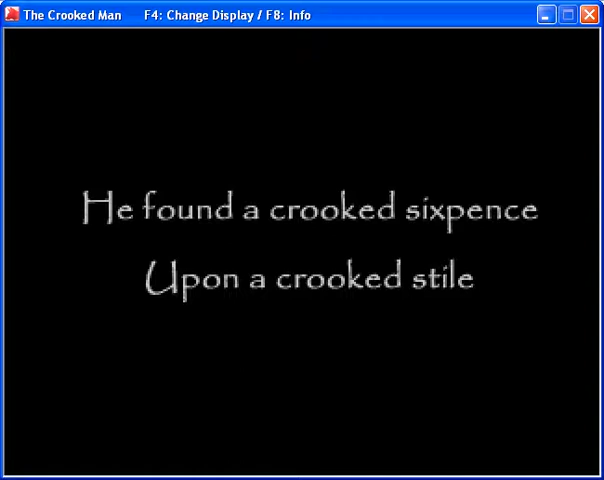 The Crooked Man F4: Change Display / F8: Info
He found a crooked sixpence
Upon a crooked stile